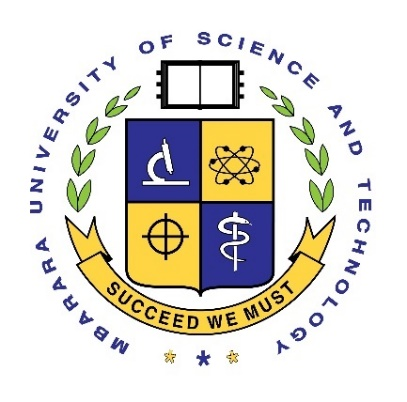 MBARARA UNIVERSITY OF SCIENCE AND TECHNOLOGY
SUCCEED WE MUST